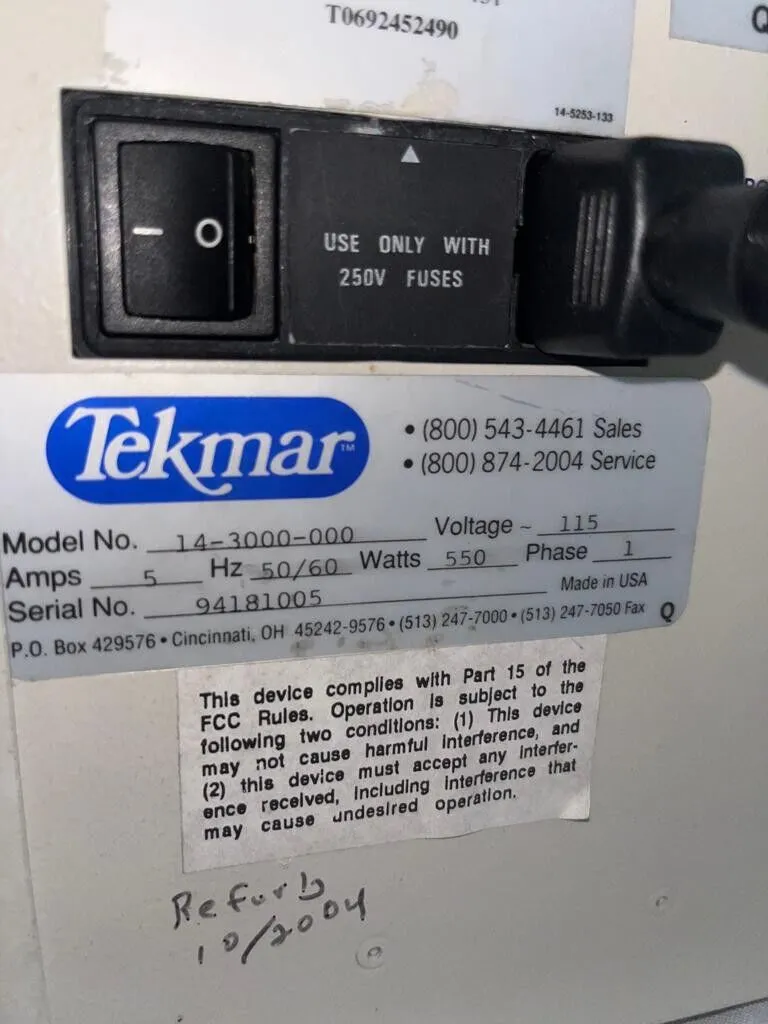 T0692452490
Q
14-5253-133
USE ONLY WITH
250V FUSES
Tekmar™
• (800) 543-4461 Sales
• (800) 874-2004 Service
Model No. 14-3000-000 Voltage ~ 115
Amps 5 Hz 50/60 Watts 550 Phase 1
Serial No. 94181005 Made in USA
P.O. Box 429576 • Cincinnati, OH 45242-9576 • (513) 247-7000 • (513) 247-7050 Fax Q
This device complies with Part 15 of the
FCC Rules. Operation is subject to the
following two conditions: (1) This device
may not cause harmful interference, and
(2) this device must accept any interfer-
ence received, including interference that
may cause undesired operation.
Refurb
10/2004